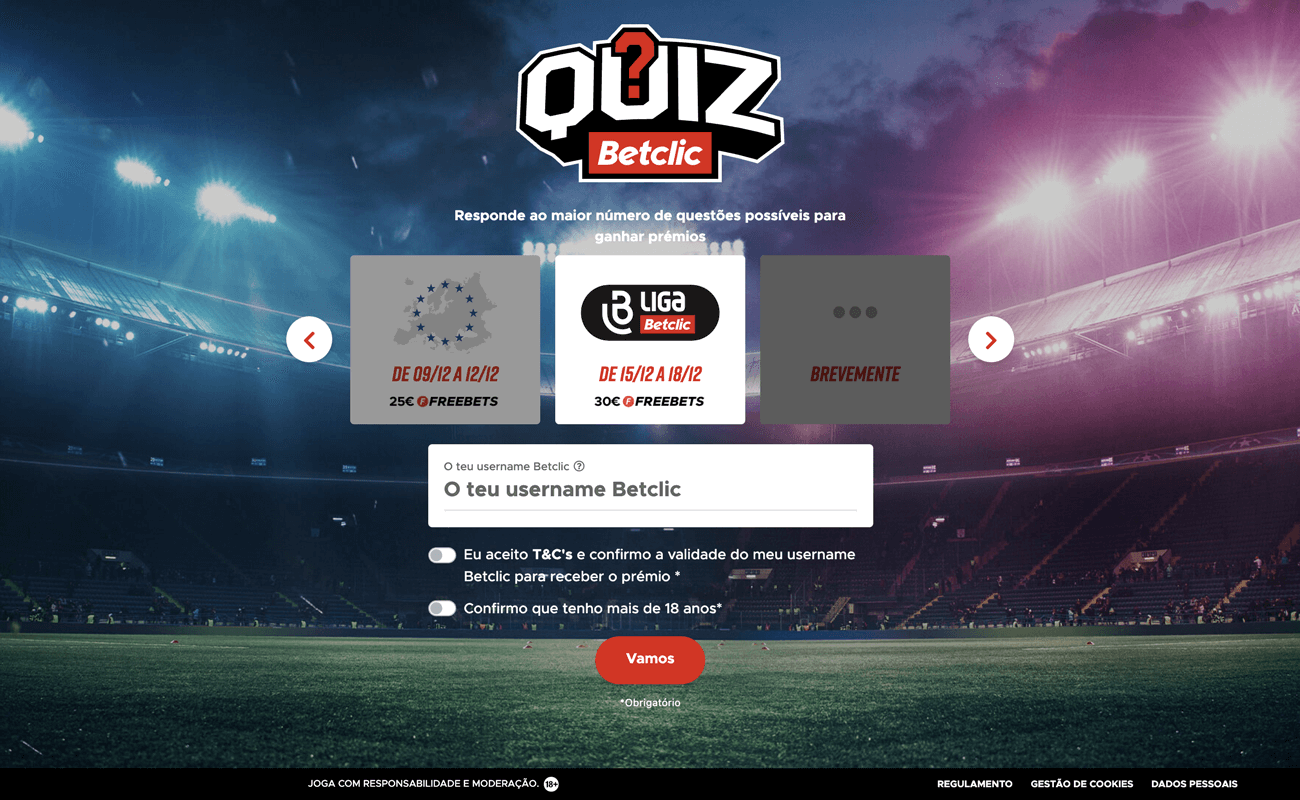 QUIZ
?
Betclic
Responde ao maior número de questões possíveis para
ganhar prémios
DE 09/12 A 12/12
25€ F FREEBETS
B LIGA
Betclic
DE 15/12 A 18/12
30€ F FREEBETS
BREVEMENTE
O teu username Betclic ?
O teu username Betclic
Eu aceito T&C's e confirmo a validade do meu username
Betclic para receber o prémio *
Confirmo que tenho mais de 18 anos*
Vamos
*Obrigatório
JOGA COM RESPONSABILIDADE E MODERAÇÃO. 18+
REGULAMENTO GESTÃO DE COOKIES DADOS PESSOAIS